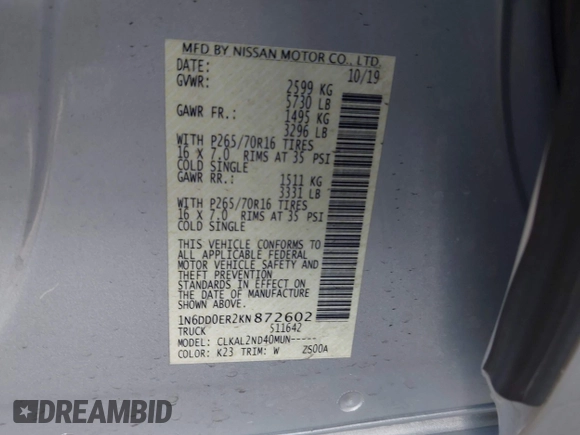 MFD BY NISSAN MOTOR CO., LTD.
DATE: 10/19
GVWR: 2599 KG
5730 LB
GAWR FR.: 1495 KG
3296 LB
WITH P265/70R16 TIRES
16 X 7.0 RIMS AT 35 PSI
COLD SINGLE
GAWR RR.: 1511 KG
3331 LB
WITH P265/70R16 TIRES
16 X 7.0 RIMS AT 35 PSI
COLD SINGLE
THIS VEHICLE CONFORMS TO
ALL APPLICABLE FEDERAL
MOTOR VEHICLE SAFETY AND
THEFT PREVENTION
STANDARDS IN EFFECT ON
THE DATE OF MANUFACTURE
SHOWN ABOVE.
1N6DD0ER2KN872602
TRUCK 511642
MODEL: CLKAL2ND40MUN-----
COLOR: K23 TRIM: W ZS00A
DREAMBID
dreambid.com